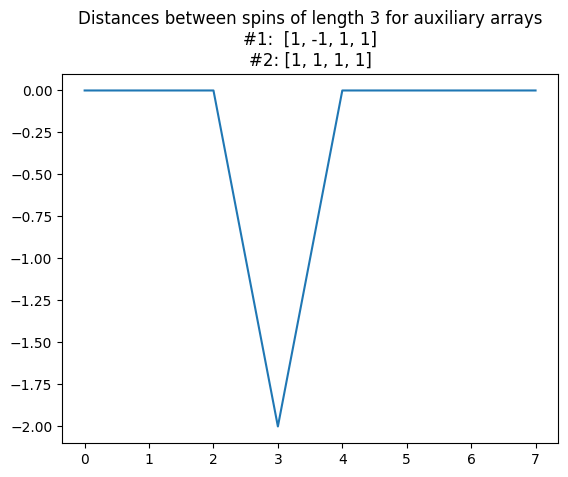 Distances between spins of length 3 for auxiliary arrays
#1:  [1, -1, 1, 1]
#2: [1, 1, 1, 1]
0.00
−0.25
−0.50
−0.75
−1.00
−1.25
−1.50
−1.75
−2.00
0 1 2 3 4 5 6 7